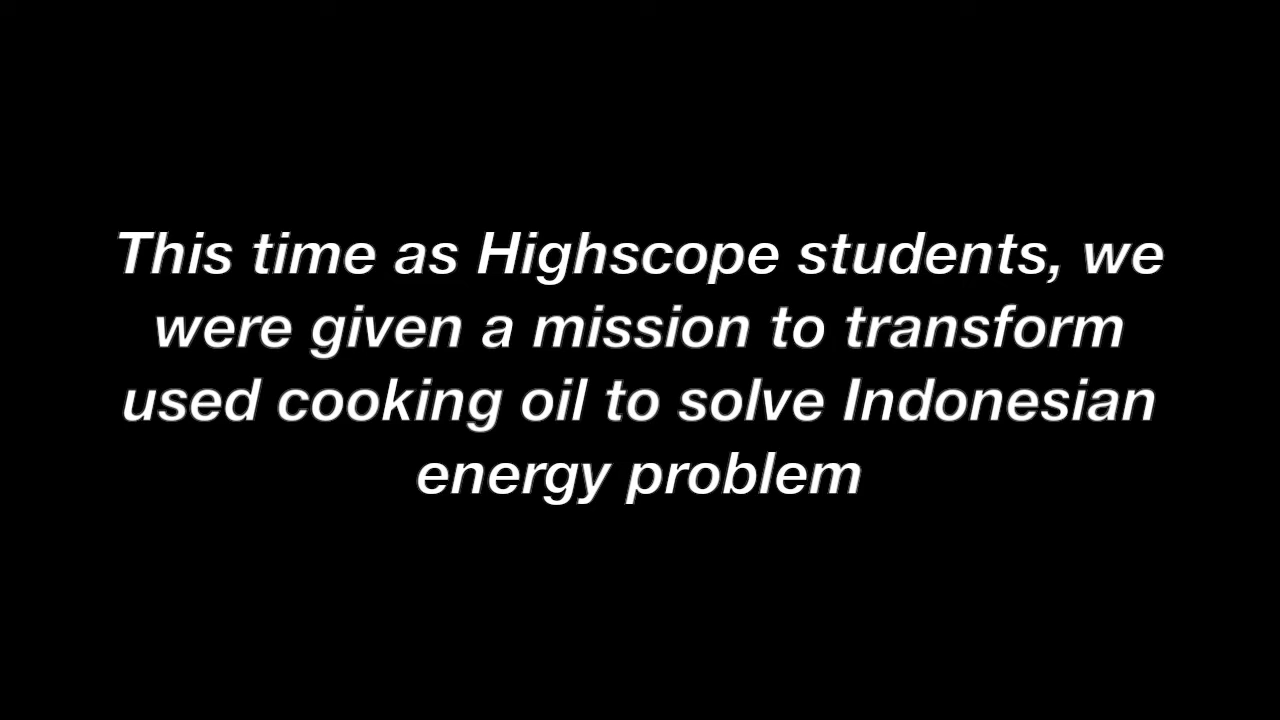 This time as Highscope students, we
were given a mission to transform
used cooking oil to solve Indonesian
energy problem